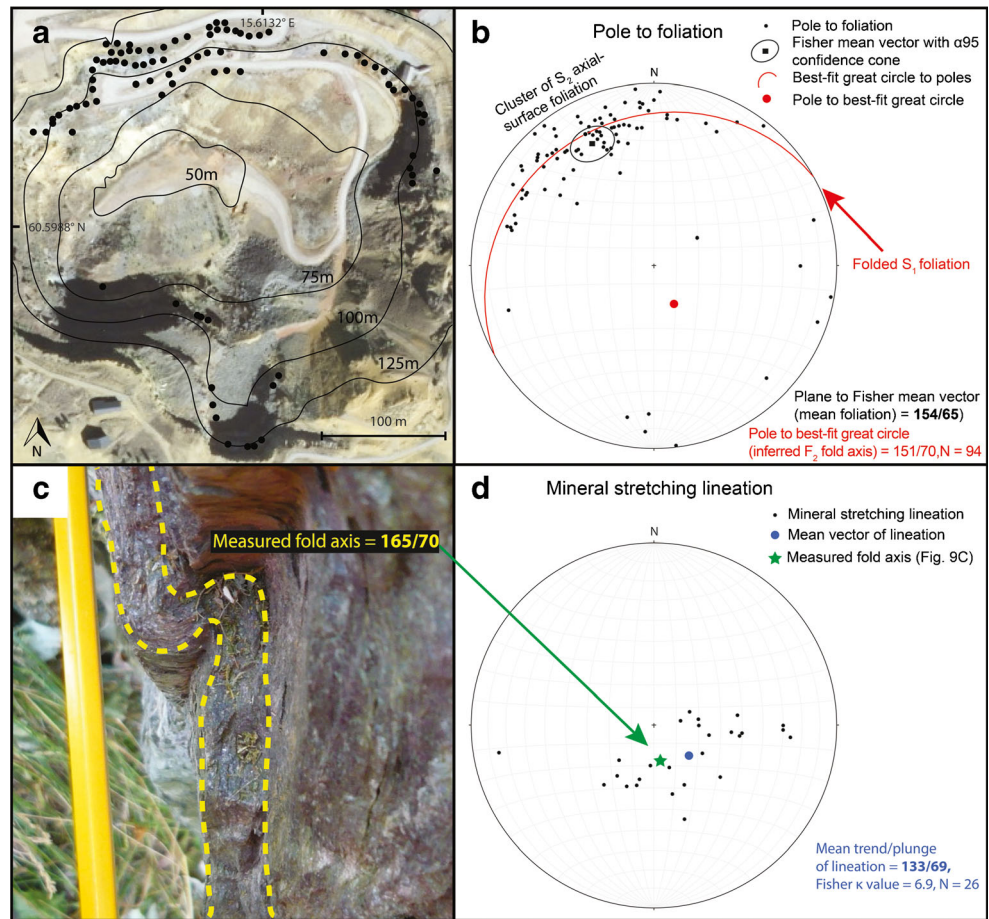 a
15.6132° E
60.5988° N
50m
75m
100m
125m
N
100 m
b
Pole to foliation
Pole to foliation
Fisher mean vector with α95
confidence cone
Best-fit great circle to poles
Pole to best-fit great circle
Cluster of S₂ axial-
surface foliation
N
Folded S₁ foliation
Plane to Fisher mean vector
(mean foliation) = 154/65)
Pole to best-fit great circle
(inferred F₂ fold axis) = 151/70,N = 94
c
Measured fold axis = 165/70
d
Mineral stretching lineation
Mineral stretching lineation
Mean vector of lineation
Measured fold axis (Fig. 9C)
N
Mean trend/plunge
of lineation = 133/69,
Fisher κ value = 6.9, N = 26